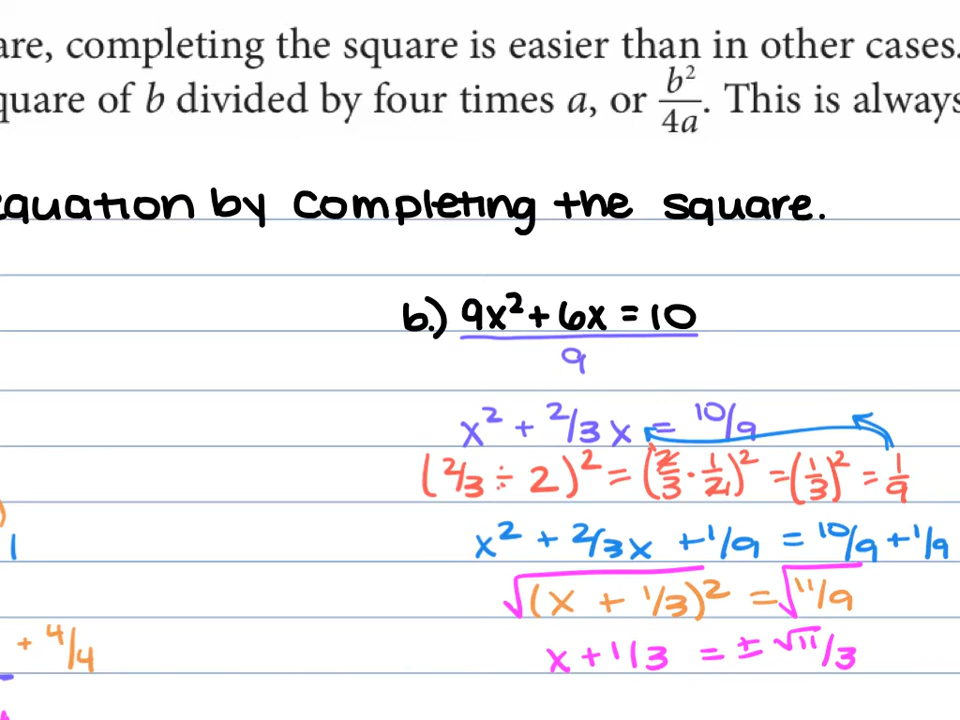 are, completing the square is easier than in other cases.
quare of b divided by four times a, or b²/4a. This is always
equation by completing the square.
b.) 9x² + 6x = 10
9
x² + 2/3 x = 10/9
(2/3 ÷ 2)² = (2/3 · 1/2)² = (1/3)² = 1/9
1
x² + 2/3x + 1/9 = 10/9 + 1/9
√(x + 1/3)² = √11/9
+ 4/4
x + 1/3 = ± √11/3